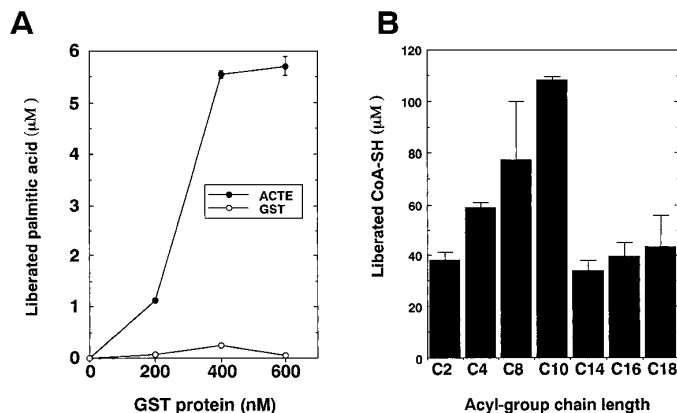 A
Liberated palmitic acid (μM)
6
5
4
3
2
1
0
ACTE
GST
0 200 400 600
GST protein (nM)
B
Liberated CoA-SH (μM)
120
100
80
60
40
20
0
C2 C4 C8 C10 C14 C16 C18
Acyl-group chain length